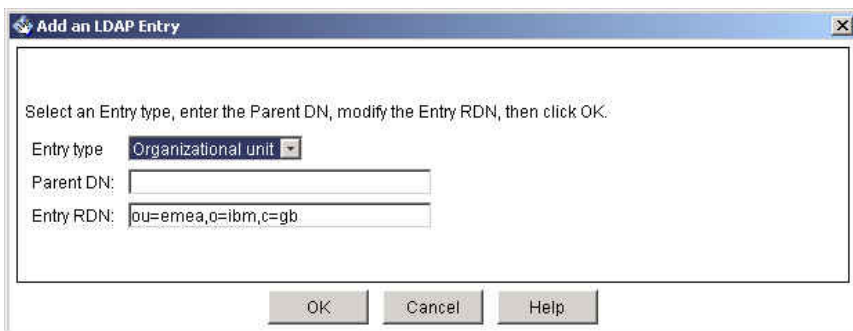 Add an LDAP Entry
Select an Entry type, enter the Parent DN, modify the Entry RDN, then click OK.
Entry type Organizational unit
Parent DN:
Entry RDN: ou=emea,o=ibm,c=gb
OK Cancel Help